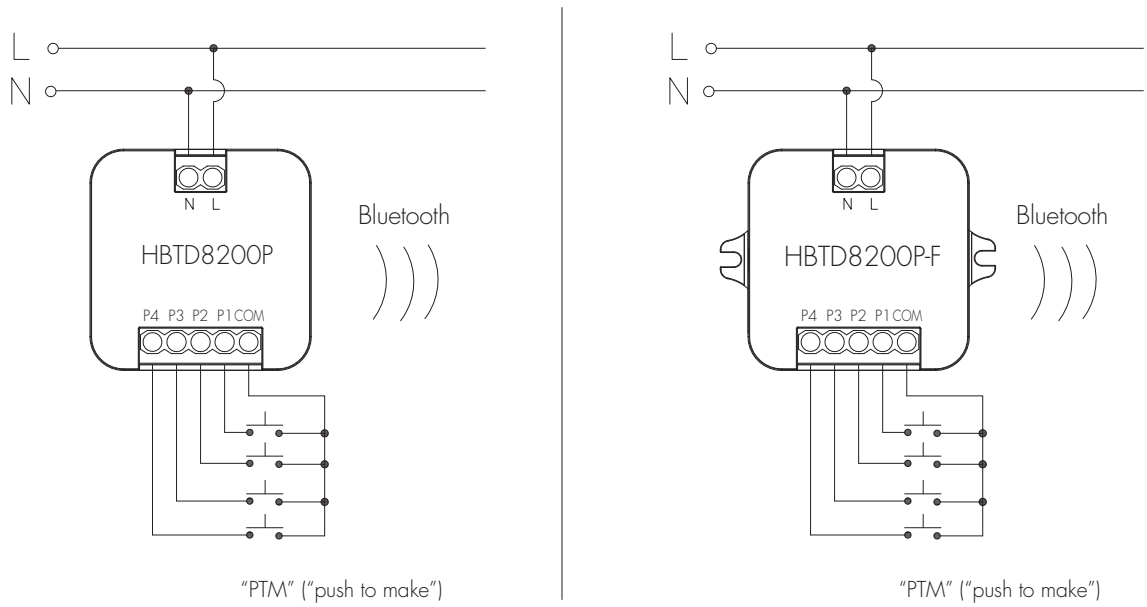 L
N
N L
Bluetooth
HBTD8200P
P4 P3 P2 P1 COM
"PTM" ("push to make")
L
N
N L
Bluetooth
HBTD8200P-F
P4 P3 P2 P1 COM
"PTM" ("push to make")